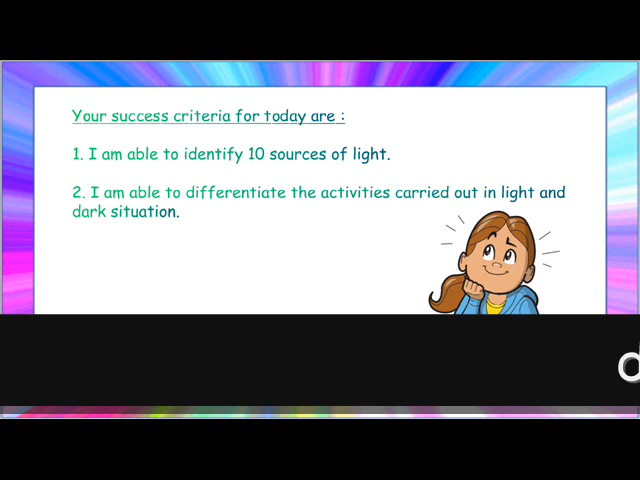 Your success criteria for today are :
1. I am able to identify 10 sources of light.
2. I am able to differentiate the activities carried out in light and
dark situation.